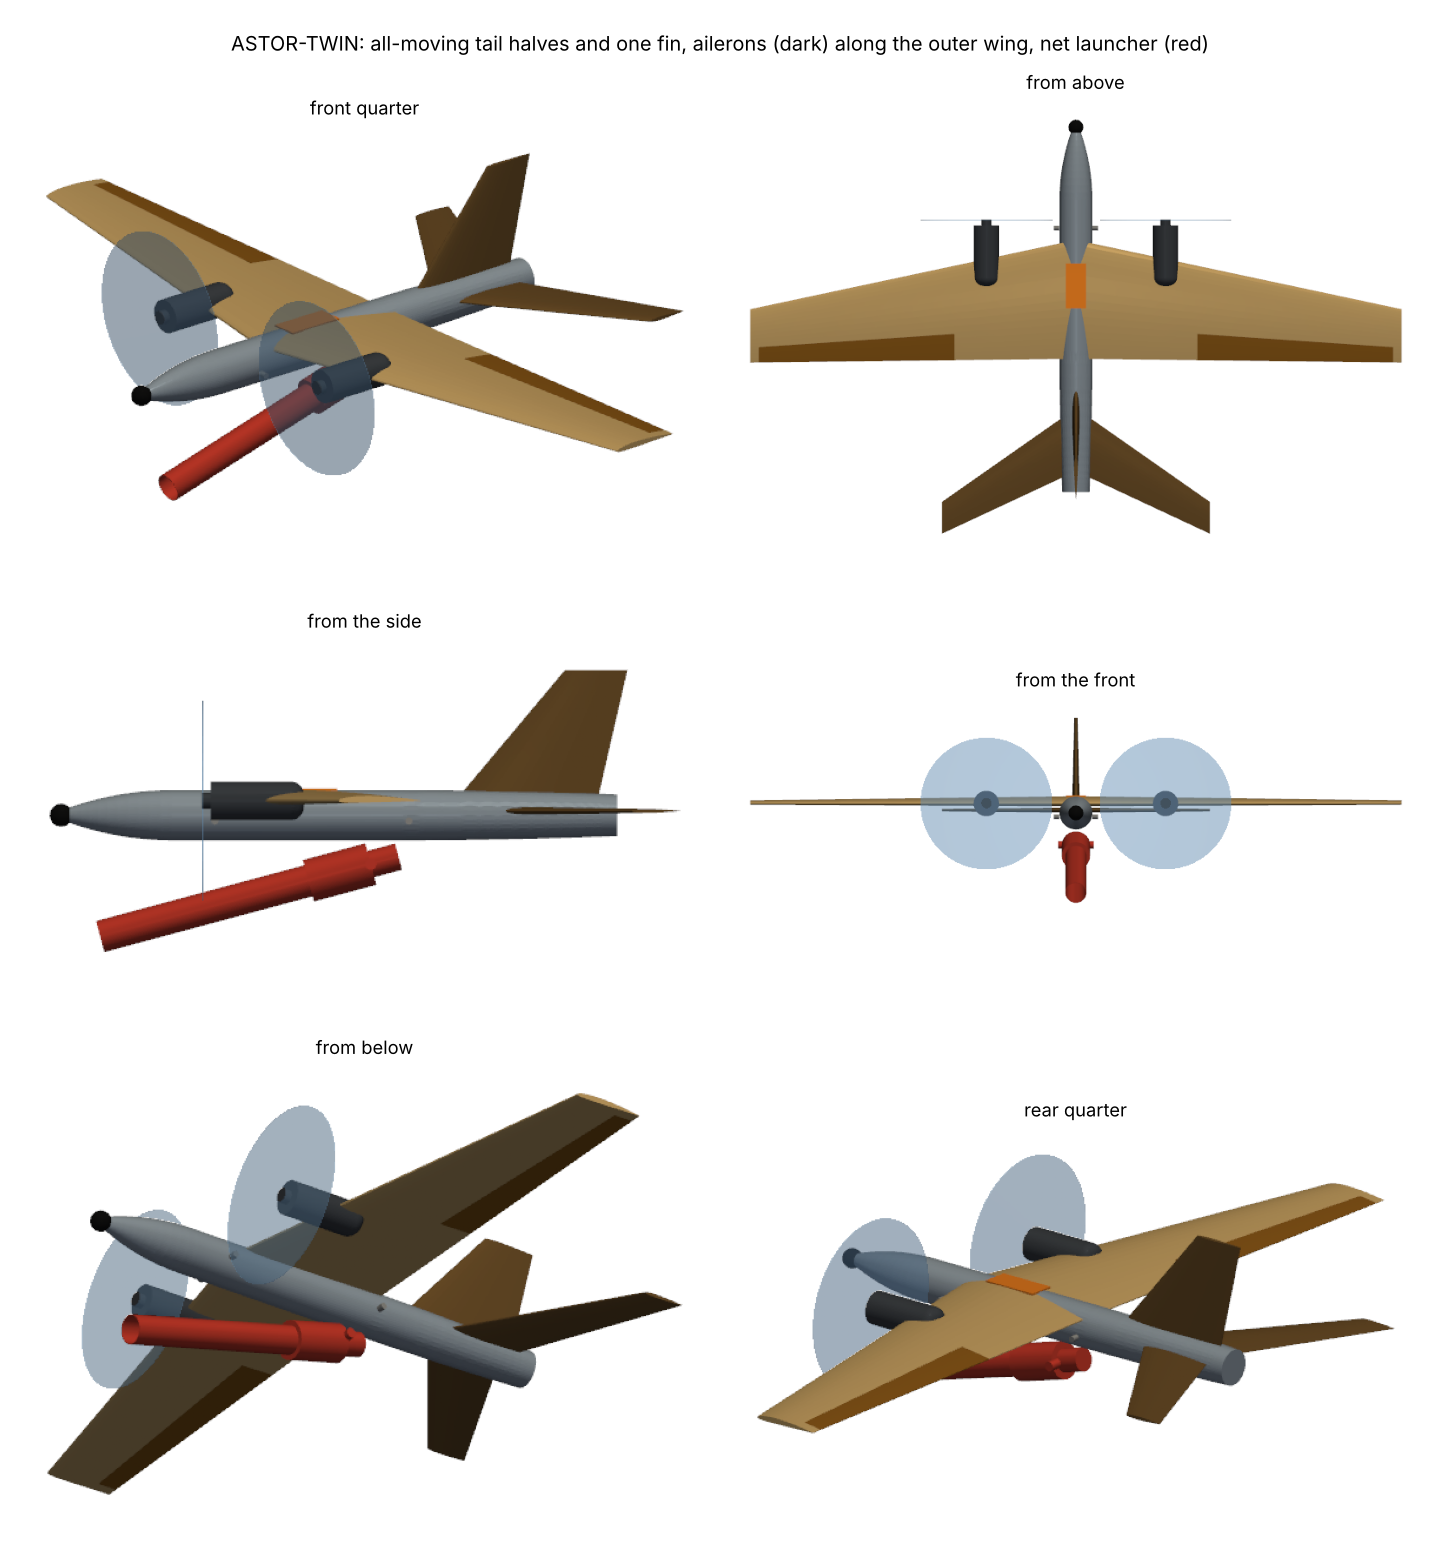 ASTOR-TWIN: all-moving tail halves and one fin, ailerons (dark) along the outer wing, net launcher (red)
front quarter
from above
from the side
from the front
from below
rear quarter